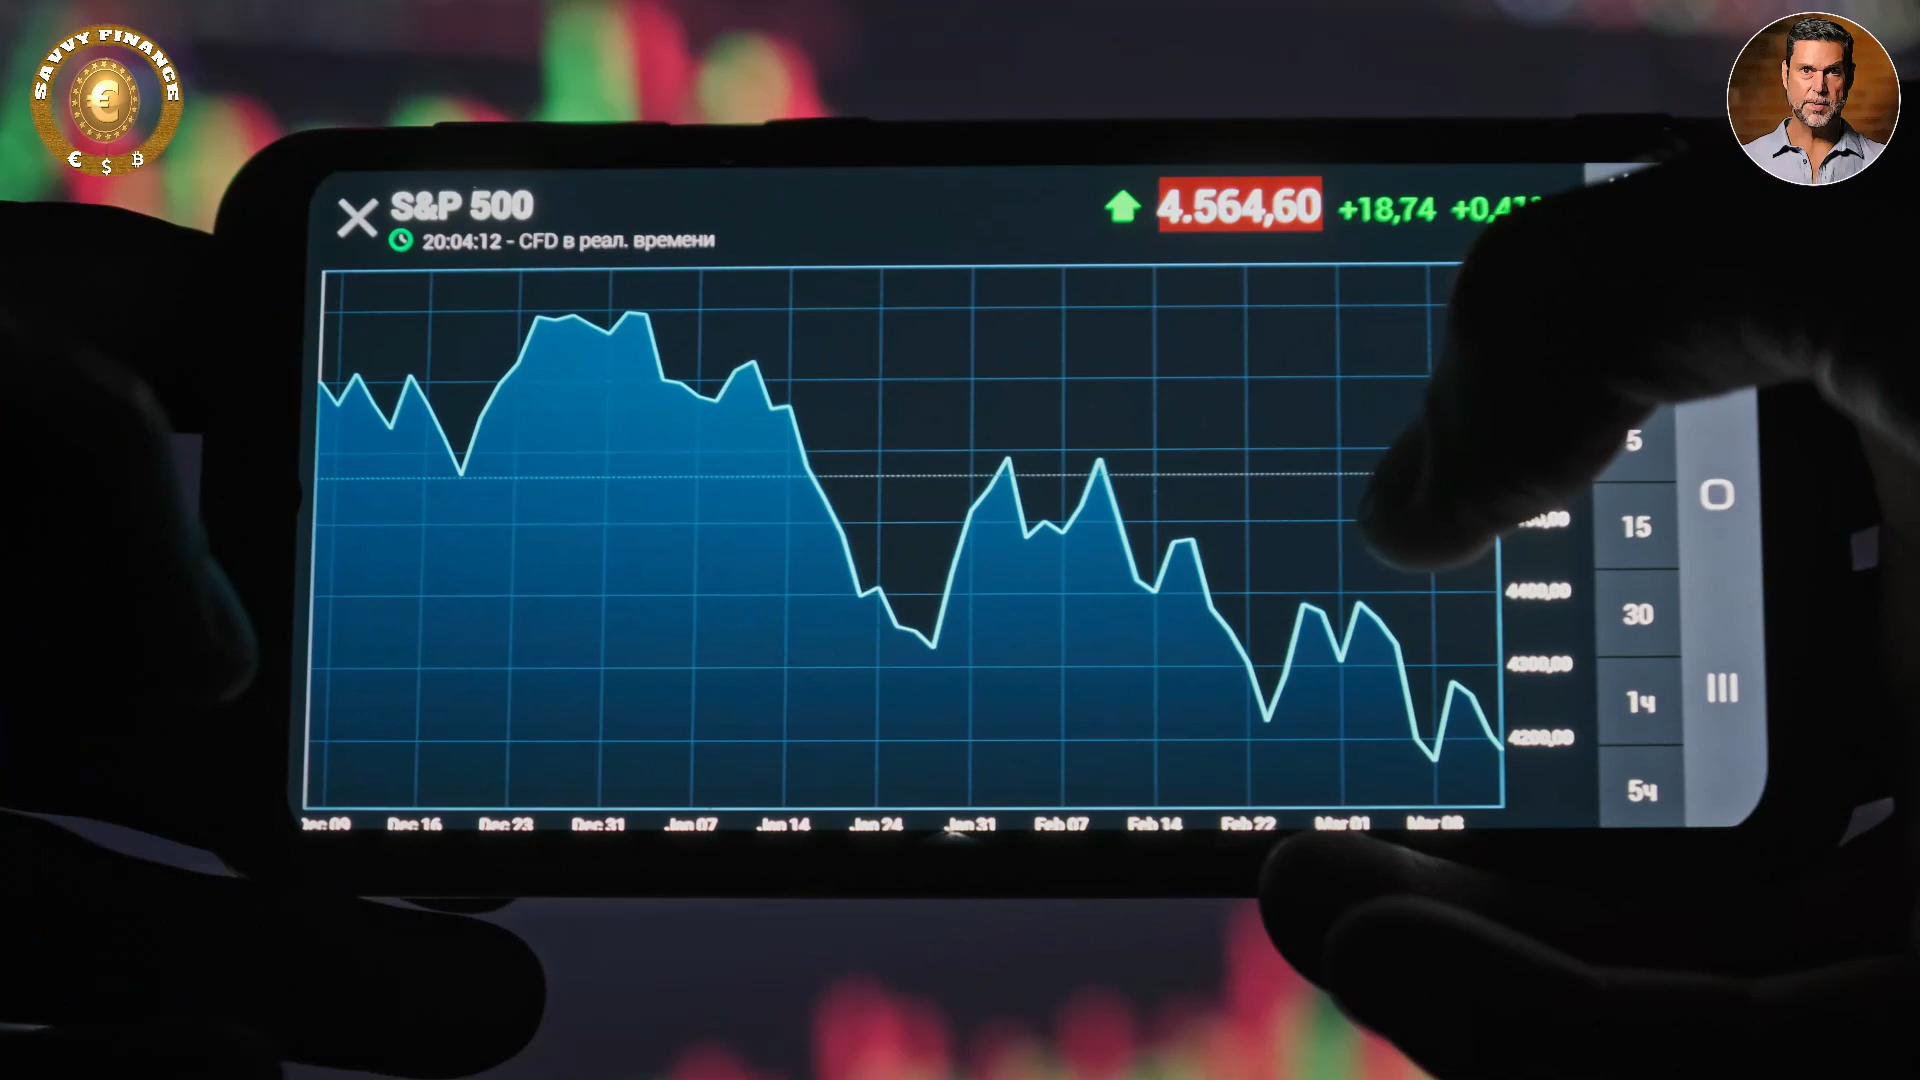 SAVVY FINANCE
€
€ $ ₿
S&P 500
4.564,60 +18,74
20:04:12 - CFD в реал. времени
5
15
4400,00
30
4300,00
1ч
4200,00
5ч
Dec 09 Dec 16 Dec 23 Dec 31 Jan 07 Jan 14 Jan 24 Jan 31 Feb 07 Feb 14 Feb 22 Mar 01 Mar 08